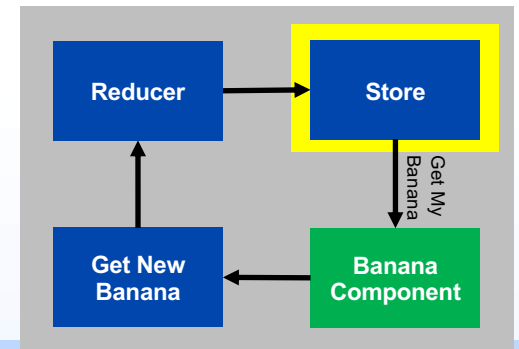 Reducer
Store
Get My
Banana
Get New
Banana
Banana
Component